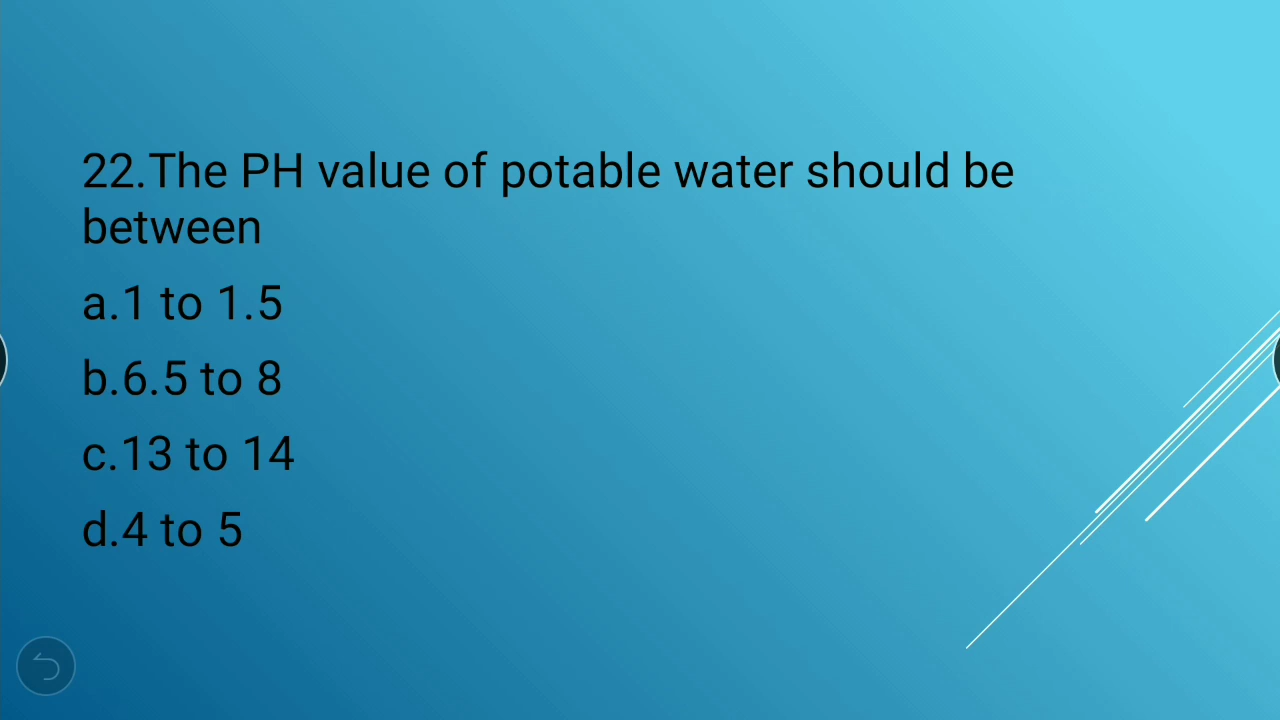 22.The PH value of potable water should be
between
a.1 to 1.5
b.6.5 to 8
c.13 to 14
d.4 to 5